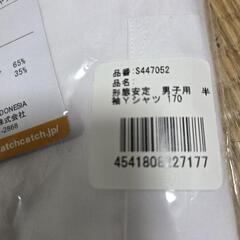 65%
35%
DONESIA
株式会社
-2868
atchcatch.jp/
品番:S447052
品名:
形態安定 男子用 半
袖Yシャツ 170
4541808227177